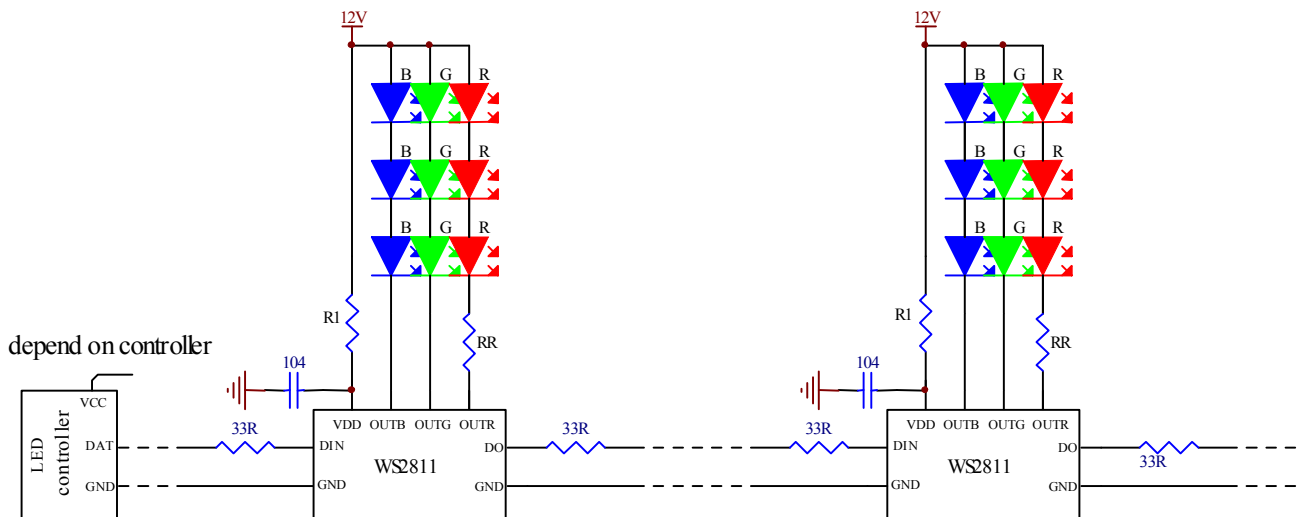 12V
12V
B G R
B G R
B G R
B G R
B G R
B G R
R1
RR
R1
RR
depend on controller
104
104
VCC
LED controller
DAT
GND
33R
VDD OUTB OUTG OUTR
DIN
DO
WS2811
GND
GND
33R
33R
VDD OUTB OUTG OUTR
DIN
DO
WS2811
GND
GND
33R